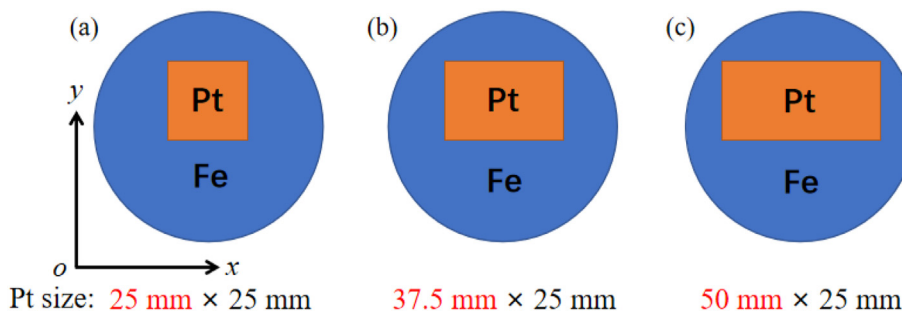 (a) (b) (c)
y Pt Pt Pt
Fe Fe Fe
o x
Pt size: 25 mm × 25 mm 37.5 mm × 25 mm 50 mm × 25 mm